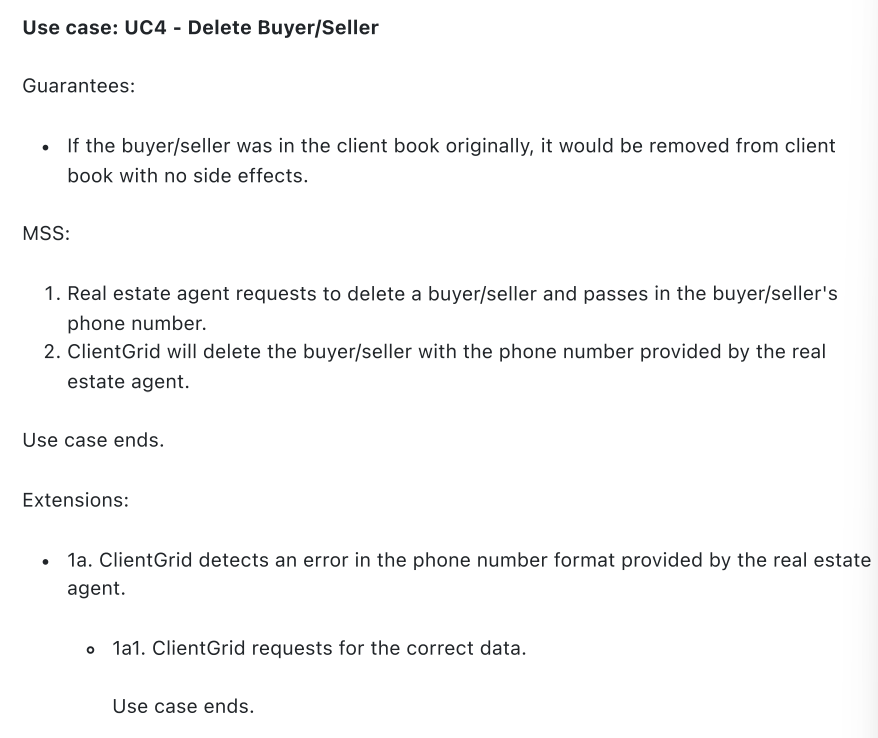 Use case: UC4 - Delete Buyer/Seller
Guarantees:
• If the buyer/seller was in the client book originally, it would be removed from client
book with no side effects.
MSS:
1. Real estate agent requests to delete a buyer/seller and passes in the buyer/seller's
phone number.
2. ClientGrid will delete the buyer/seller with the phone number provided by the real
estate agent.
Use case ends.
Extensions:
• 1a. ClientGrid detects an error in the phone number format provided by the real estate
agent.
◦ 1a1. ClientGrid requests for the correct data.
Use case ends.